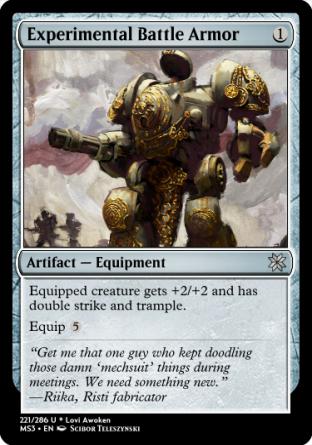 Experimental Battle Armor 1
Artifact — Equipment
Equipped creature gets +2/+2 and has
double strike and trample.
Equip 5
“Get me that one guy who kept doodling
those damn ‘mechsuit’ things during
meetings. We need something new.”
—Riika, Risti fabricator
221/286 U * Lovi Awoken
MS3 • EN Scibor Teleszynski